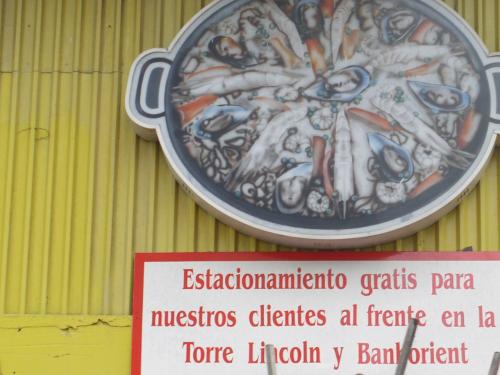 Estacionamiento gratis para
nuestros clientes al frente en la
Torre Lincoln y Bankorient